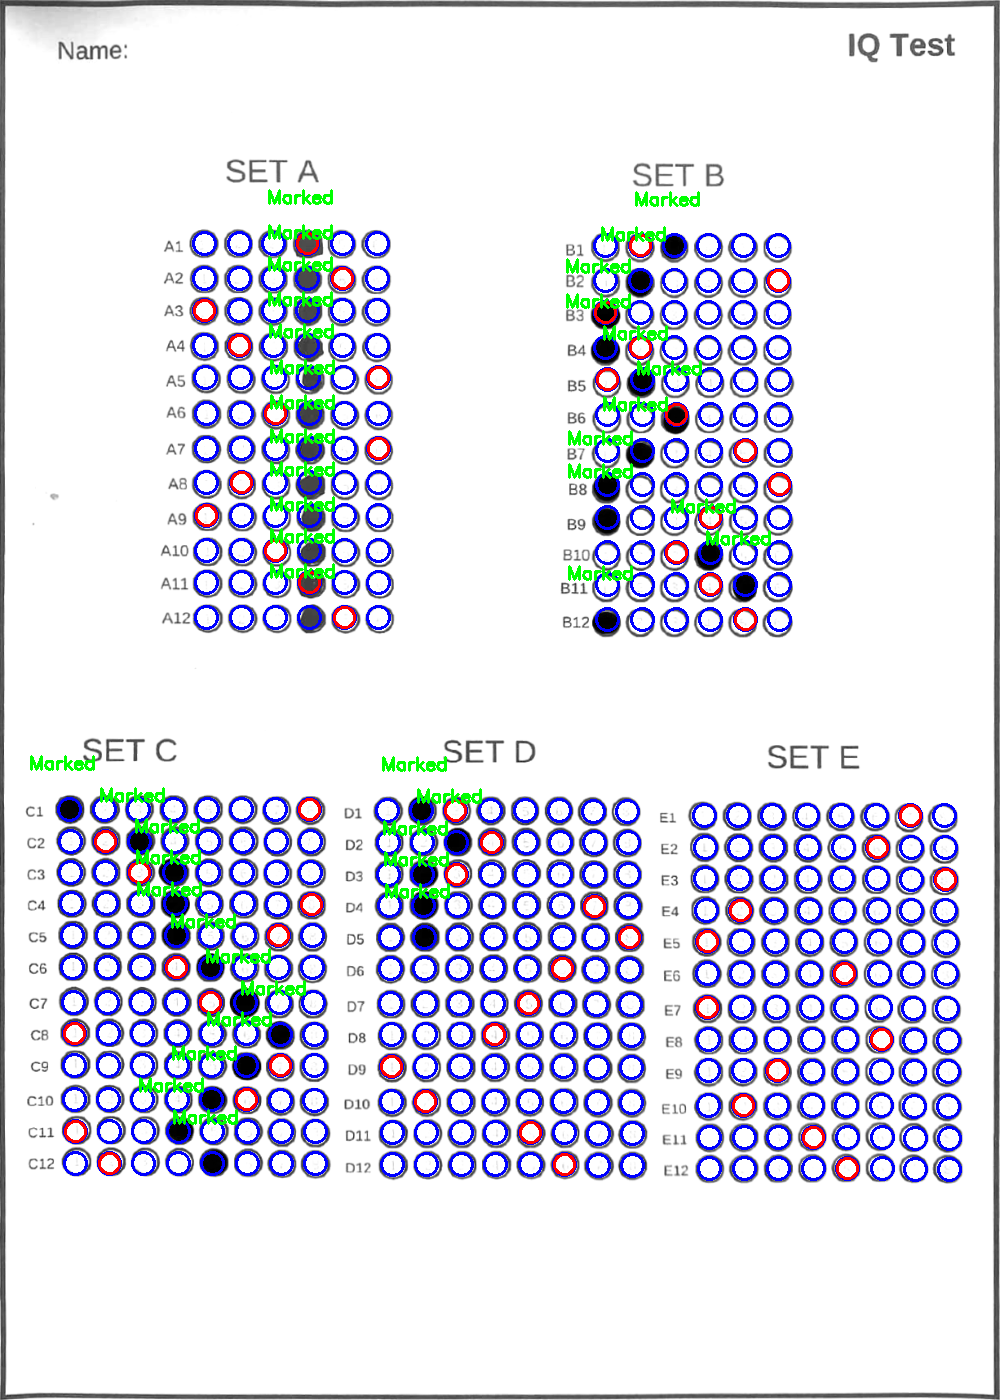 Name:
IQ Test
SET A
Marked
Marked
A1
Marked
A2
Marked
A3
Marked
A4
Marked
A5
Marked
A6
Marked
A7
Marked
A8
Marked
A9
Marked
A10
Marked
A11
Marked
A12
SET B
Marked
Marked
B1
Marked
B2
Marked
B3
Marked
B4
Marked
B5
Marked
B6
Marked
B7
Marked
B8
Marked
B9
Marked
B10
Marked
B11
B12
SET C
Marked
Marked
C1
Marked
C2
Marked
C3
Marked
C4
Marked
C5
Marked
C6
Marked
C7
Marked
C8
Marked
C9
Marked
C10
Marked
C11
C12
SET D
Marked
Marked
D1
Marked
D2
Marked
D3
Marked
D4
D5
D6
D7
D8
D9
D10
D11
D12
SET E
E1
E2
E3
E4
E5
E6
E7
E8
E9
E10
E11
E12